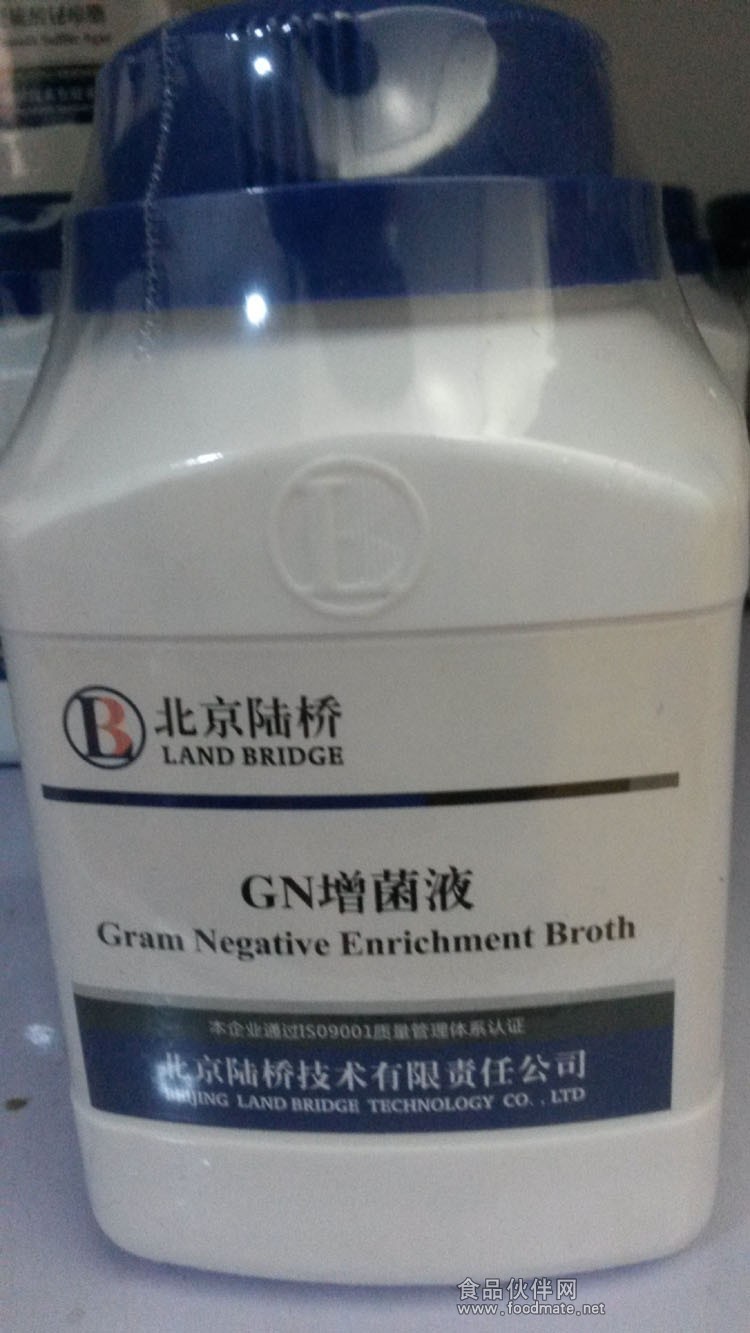 北京陆桥
LAND BRIDGE
GN增菌液
Gram Negative Enrichment Broth
本企业通过ISO9001质量管理体系认证
北京陆桥技术有限责任公司
BEIJING LAND BRIDGE TECHNOLOGY CO. , LTD
食品伙伴网
www.foodmate.net